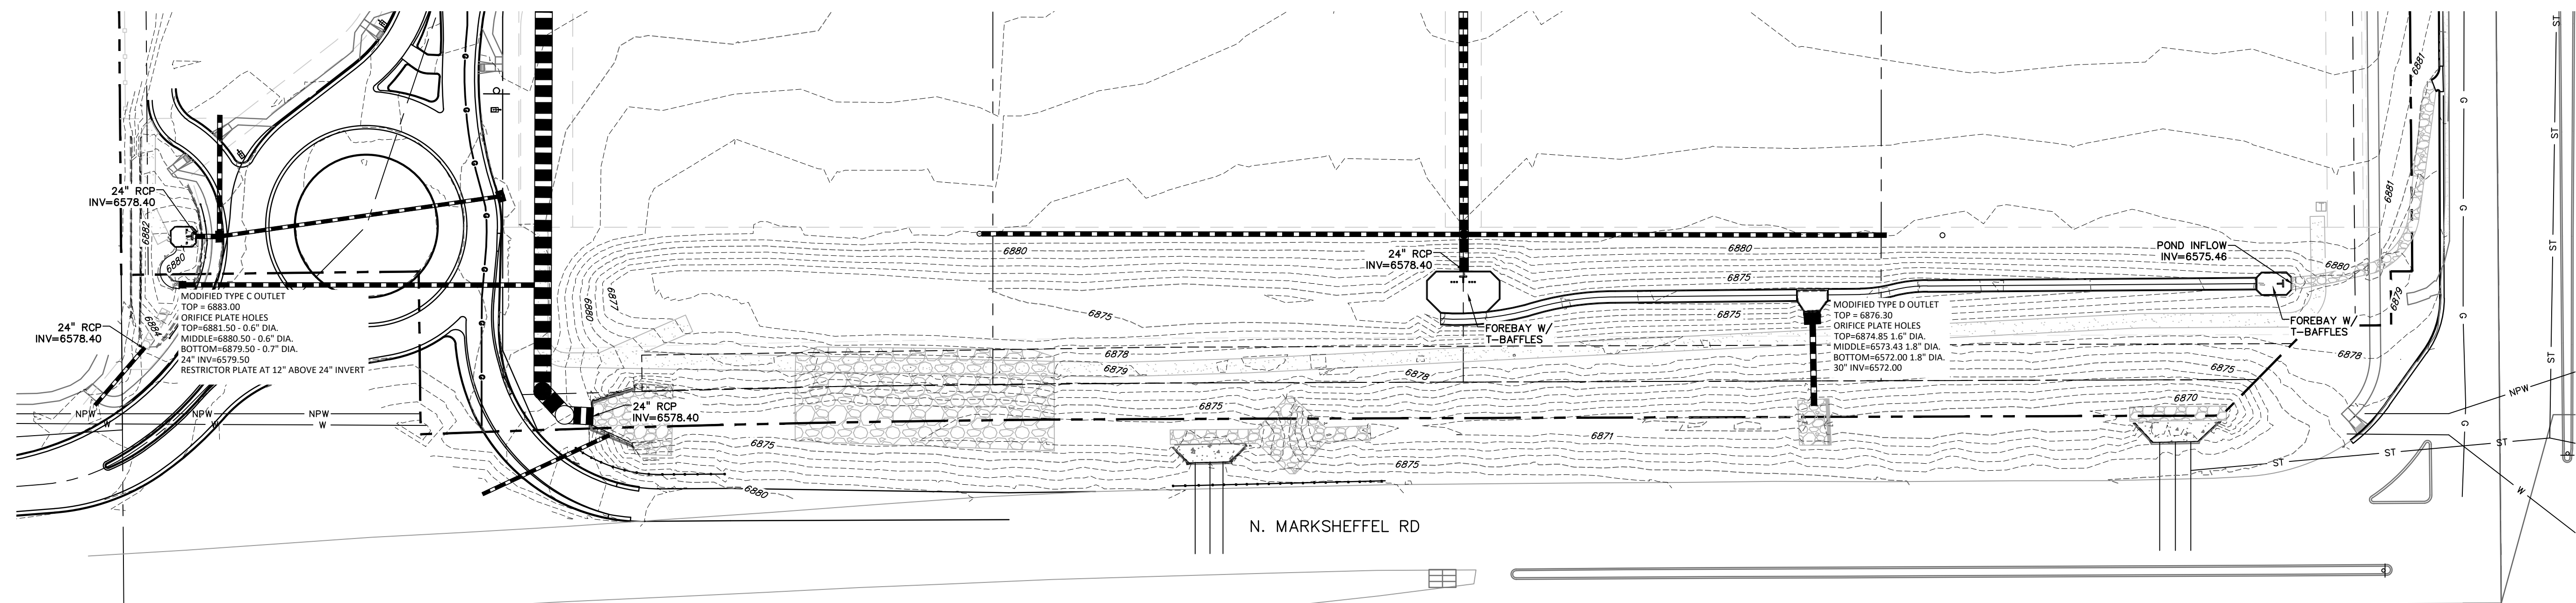 24" RCP
INV=6578.40
6882
6880
MODIFIED TYPE C OUTLET
TOP = 6883.00
ORIFICE PLATE HOLES
TOP=6881.50 - 0.6" DIA.
MIDDLE=6880.50 - 0.6" DIA.
BOTTOM=6879.50 - 0.7" DIA.
24" INV=6579.50
RESTRICTOR PLATE AT 12" ABOVE 24" INVERT
24" RCP
INV=6578.40
6884
NPW
NPW
NPW
W
W
W
6877
6880
24" RCP
INV=6578.40
6880
6875
6878
6879
6875
6875
6880
24" RCP
INV=6578.40
FOREBAY W/
T-BAFFLES
6878
6871
6875
N. MARKSHEFFEL RD
6880
6875
6875
MODIFIED TYPE D OUTLET
TOP = 6876.30
ORIFICE PLATE HOLES
TOP=6874.85 1.6" DIA.
MIDDLE=6573.43 1.8" DIA.
BOTTOM=6572.00 1.8" DIA.
30" INV=6572.00
POND INFLOW
INV=6575.46
FOREBAY W/
T-BAFFLES
6880
6879
6881
6881
6878
6875
6870
G
G
G
G
ST
ST
ST
ST
ST
ST
ST
NPW
W